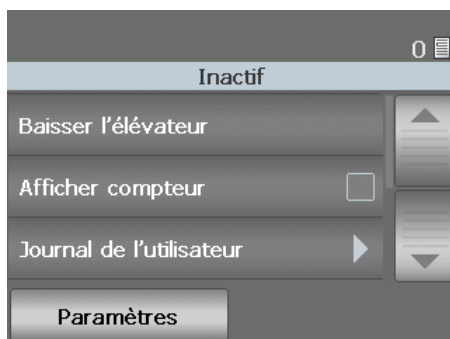 0
Inactif
Baisser l'élévateur
Afficher compteur
Journal de l'utilisateur
Paramètres